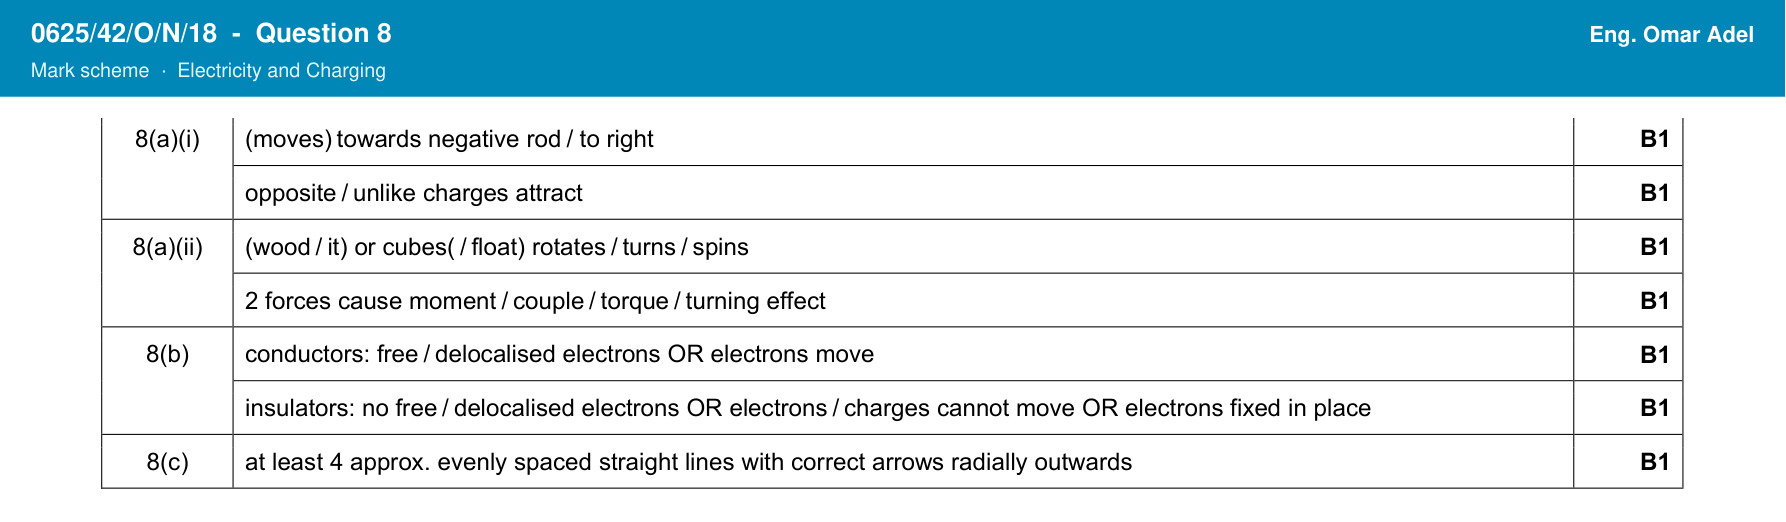 0625/42/O/N/18 - Question 8
Eng. Omar Adel
Mark scheme · Electricity and Charging
8(a)(i) (moves) towards negative rod / to right B1
opposite / unlike charges attract B1
8(a)(ii) (wood / it) or cubes( / float) rotates / turns / spins B1
2 forces cause moment / couple / torque / turning effect B1
8(b) conductors: free / delocalised electrons OR electrons move B1
insulators: no free / delocalised electrons OR electrons / charges cannot move OR electrons fixed in place B1
8(c) at least 4 approx. evenly spaced straight lines with correct arrows radially outwards B1